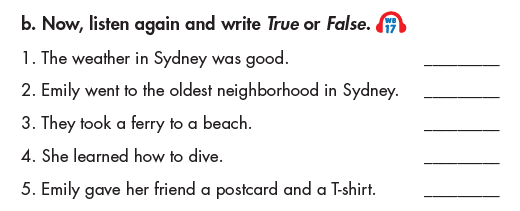 b. Now, listen again and write True or False. WB 17
1. The weather in Sydney was good. ________
2. Emily went to the oldest neighborhood in Sydney. ________
3. They took a ferry to a beach. ________
4. She learned how to dive. ________
5. Emily gave her friend a postcard and a T-shirt. ________